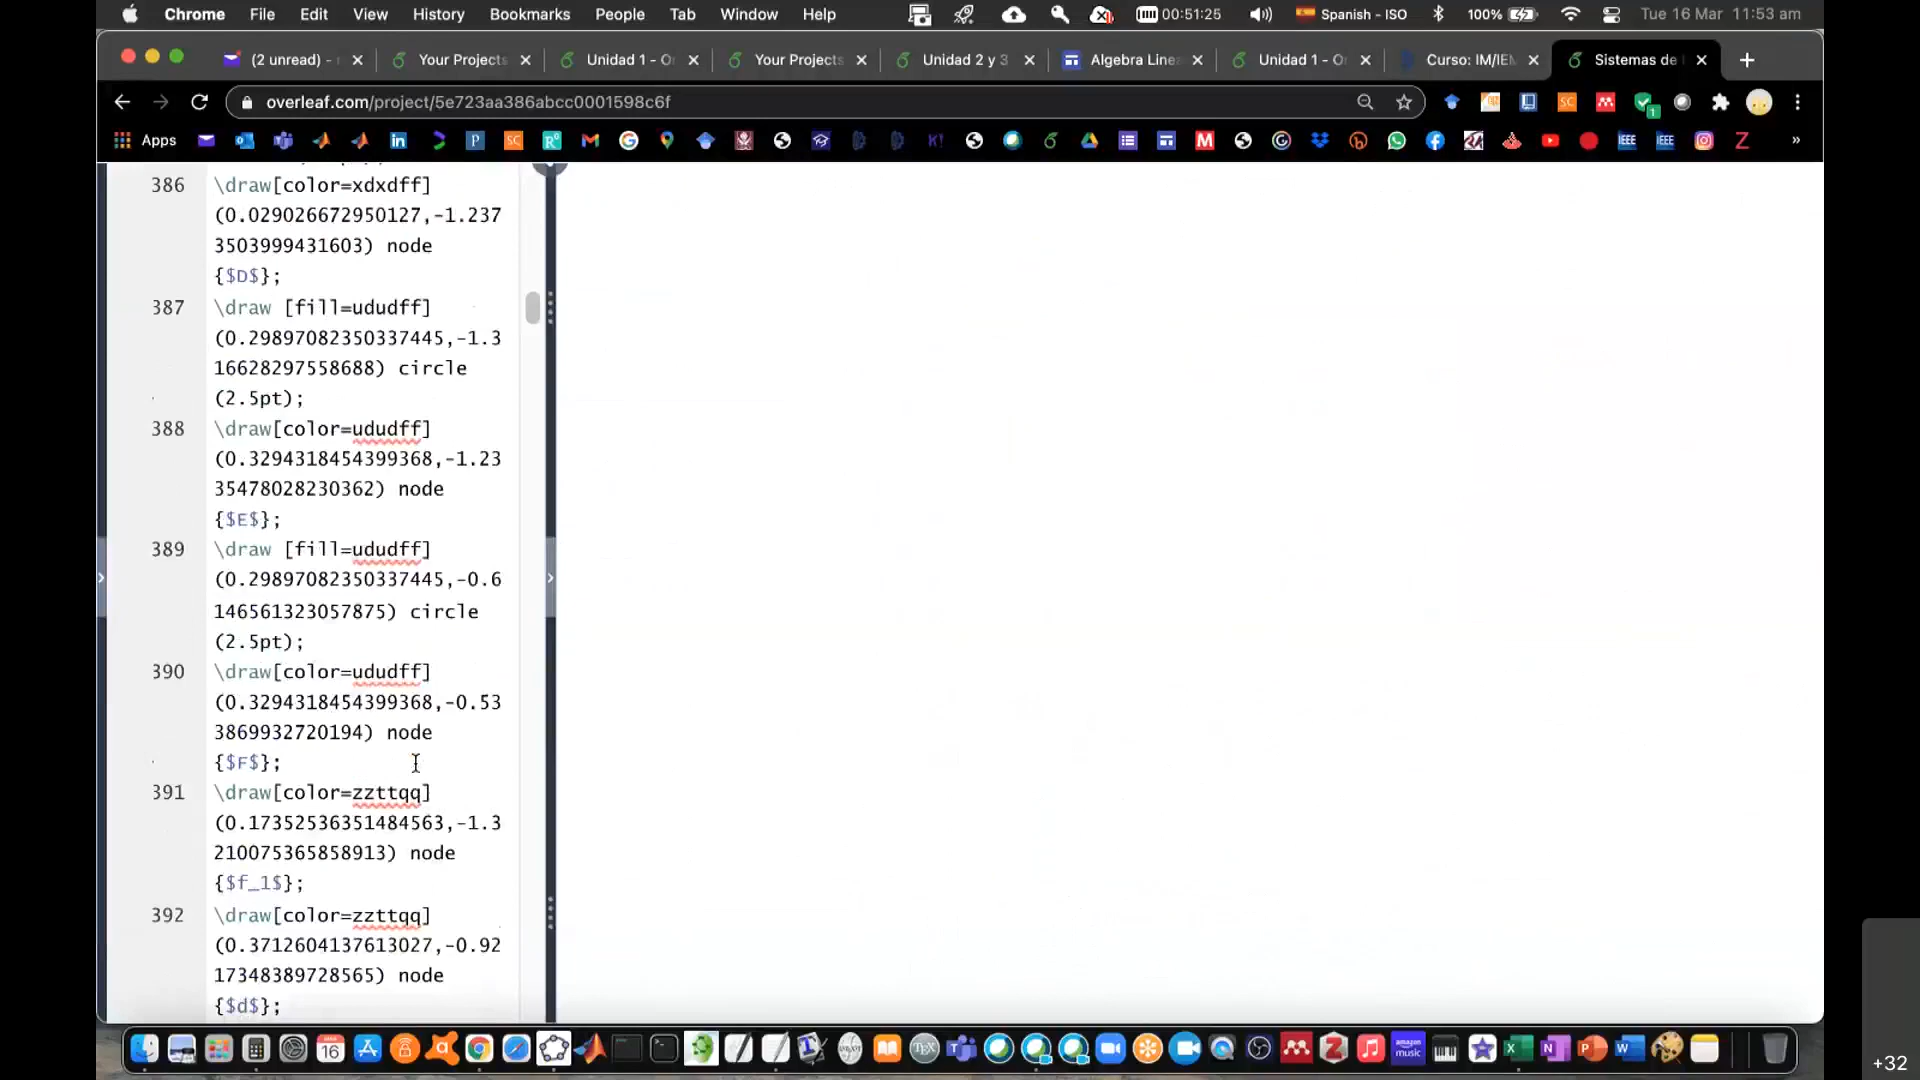 Chrome File Edit View History Bookmarks People Tab Window Help 00:51:25 Spanish - ISO 100% Tue 16 Mar 11:53 am
(2 unread) - Your Projects Unidad 1 - O Your Projects Unidad 2 y 3 Algebra Linea Unidad 1 - O Curso: IM/IEM Sistemas de
overleaf.com/project/5e723aa386abcc0001598c6f
Apps
386 \draw[color=xdxdff]
(0.029026672950127,-1.237
3503999431603) node
{$D$};
387 \draw [fill=ududff]
(0.29897082350337445,-1.3
16628297558688) circle
(2.5pt);
388 \draw[color=ududff]
(0.3294318454399368,-1.23
35478028230362) node
{$E$};
389 \draw [fill=ududff]
(0.29897082350337445,-0.6
146561323057875) circle
(2.5pt);
390 \draw[color=ududff]
(0.3294318454399368,-0.53
3869932720194) node
{$F$};
391 \draw[color=zzttqq]
(0.17352536351484563,-1.3
210075365858913) node
{$f_1$};
392 \draw[color=zzttqq]
(0.3712604137613027,-0.92
17348389728565) node
{$d$};
+32